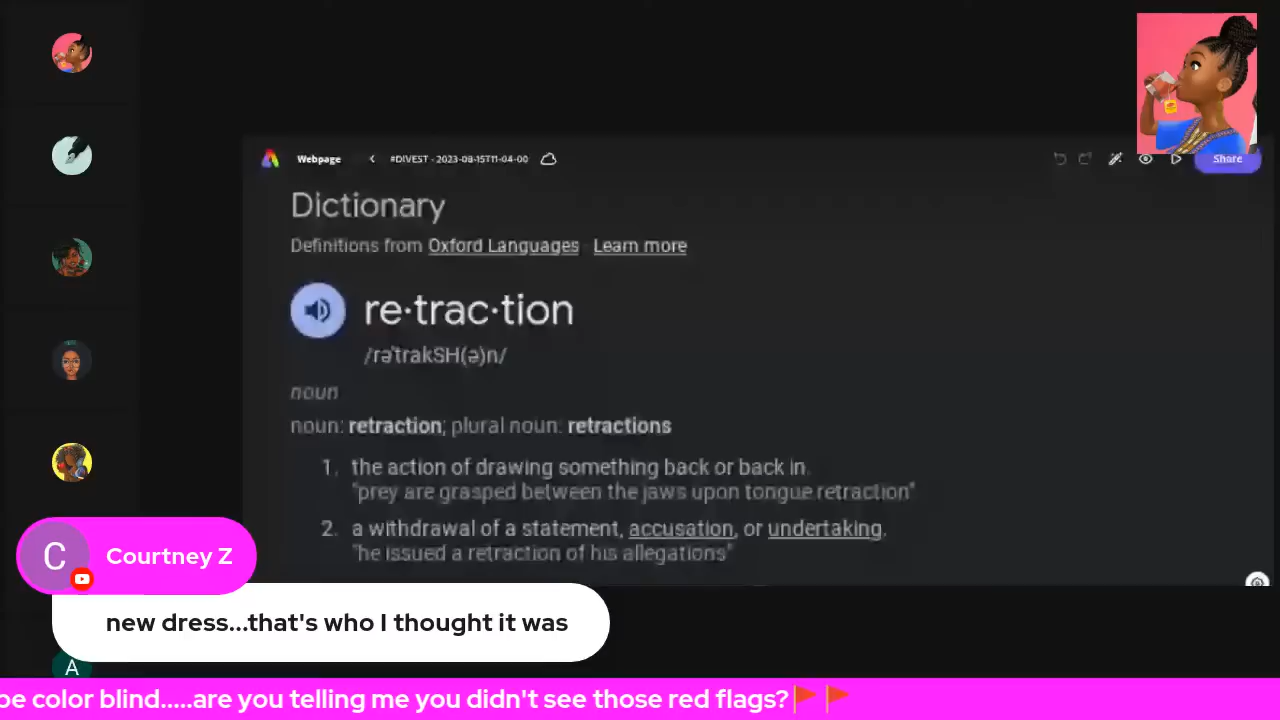 Webpage
#DIVEST - 2023-08-15T11-04-00
Share
Dictionary
Definitions from Oxford Languages Learn more
re·trac·tion
/rəˈtrakSH(ə)n/
noun
noun: retraction; plural noun: retractions
1. the action of drawing something back or back in.
"prey are grasped between the jaws upon tongue retraction"
2. a withdrawal of a statement, accusation, or undertaking.
"he issued a retraction of his allegations"
C
Courtney Z
new dress...that's who I thought it was
A
color blind.....are you telling me you didn't see those red flags?🚩🚩